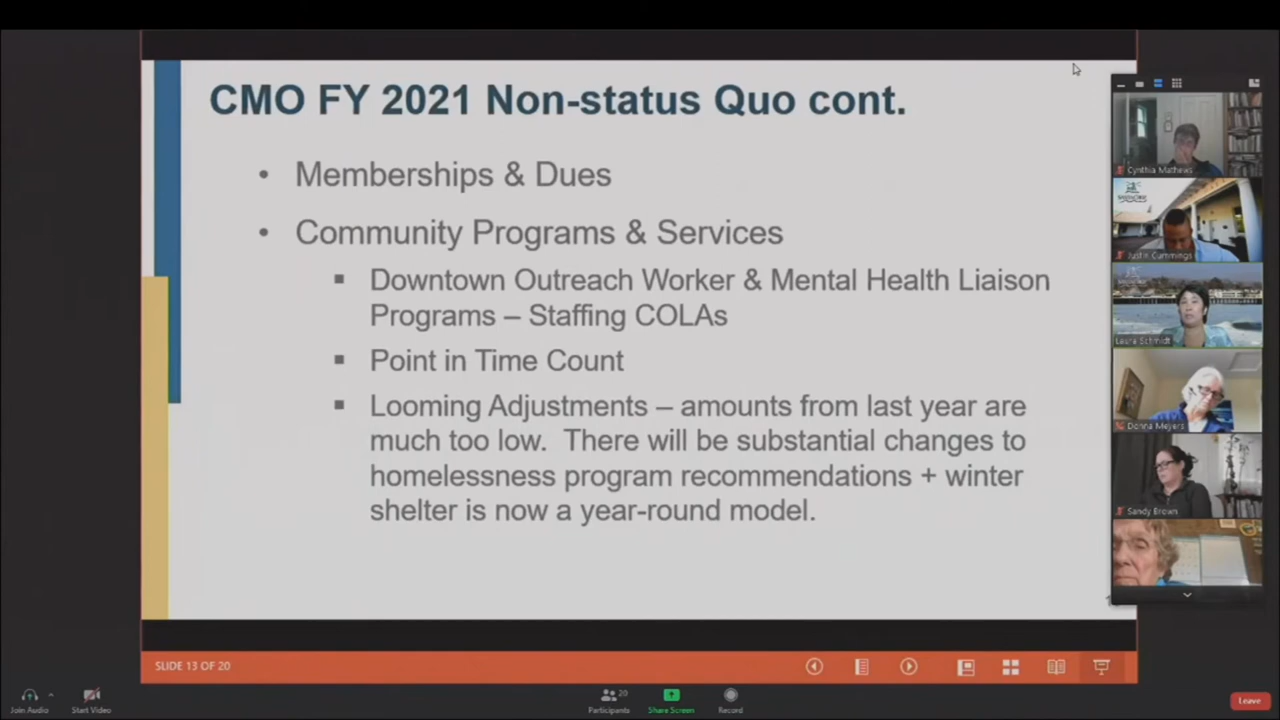 CMO FY 2021 Non-status Quo cont.
• Memberships & Dues
• Community Programs & Services
▪ Downtown Outreach Worker & Mental Health Liaison
Programs – Staffing COLAs
▪ Point in Time Count
▪ Looming Adjustments – amounts from last year are
much too low. There will be substantial changes to
homelessness program recommendations + winter
shelter is now a year-round model.
Cynthia Mathews
Justin Cummings
Laura Schmidt
Donna Meyers
Sandy Brown
SLIDE 13 OF 20
Join Audio
Start Video
20
Participants
Share Screen
Record
Leave